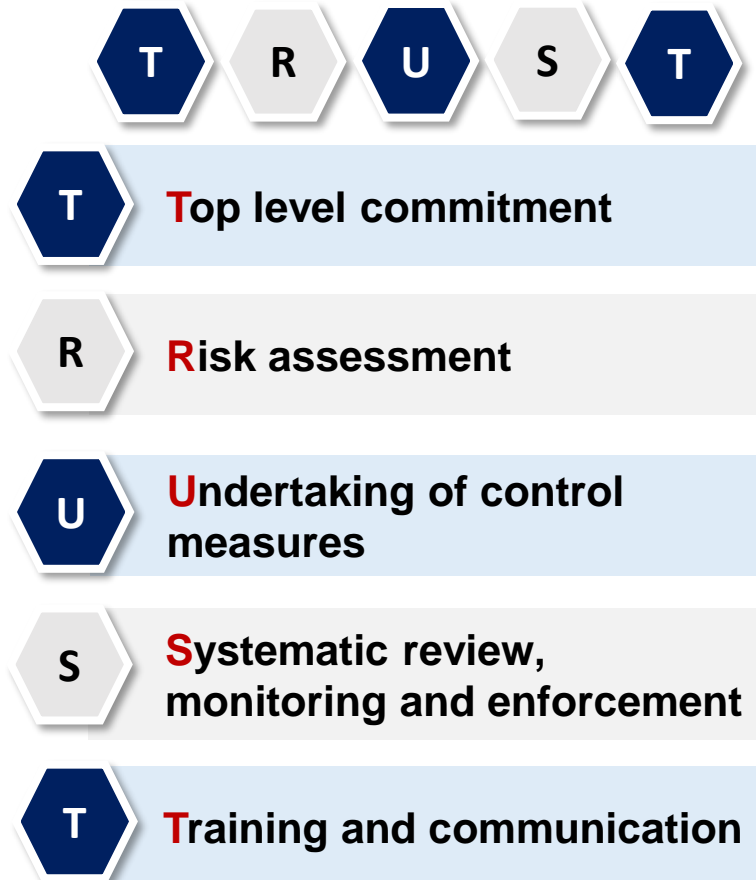 T R U S T
T Top level commitment
R Risk assessment
U Undertaking of control
measures
S Systematic review,
monitoring and enforcement
T Training and communication